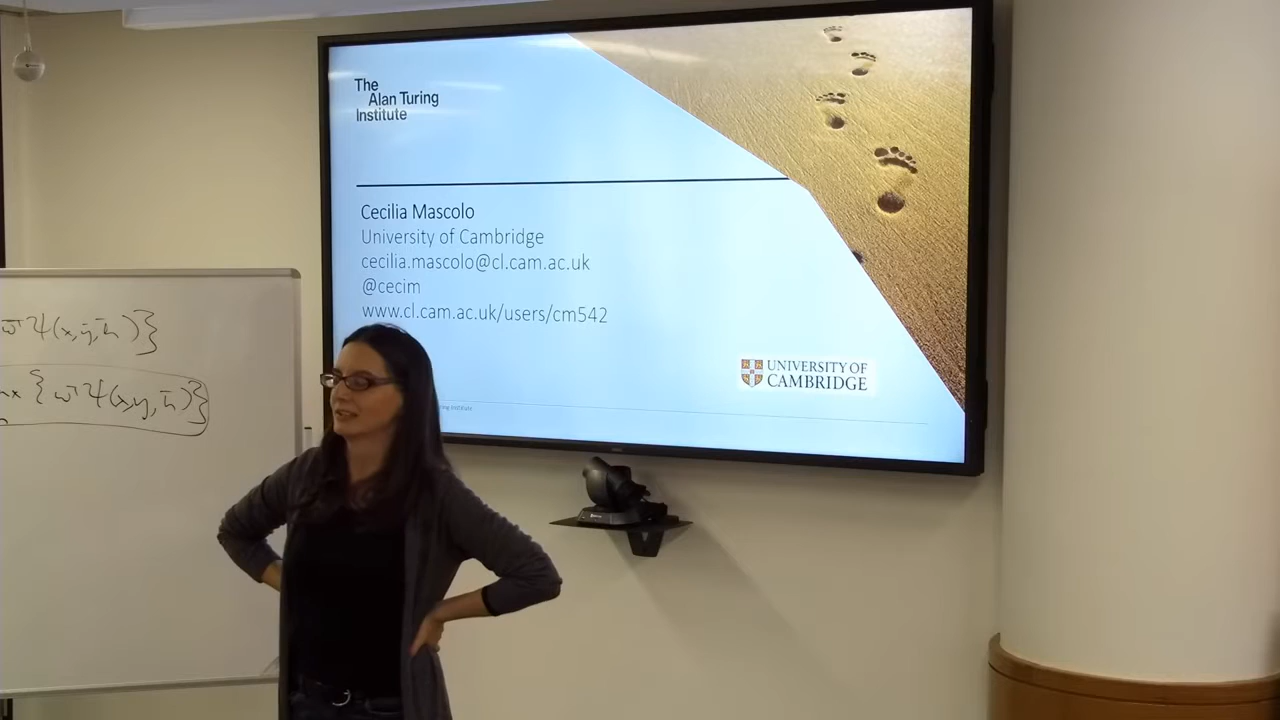 The
Alan Turing
Institute
Cecilia Mascolo
University of Cambridge
cecilia.mascolo@cl.cam.ac.uk
@cecim
www.cl.cam.ac.uk/users/cm542
UNIVERSITY OF
CAMBRIDGE
Institute
ω̄ Ψ(x,ȳ,h̄)}
{ω̄ Ψ(x,y,h̄)}